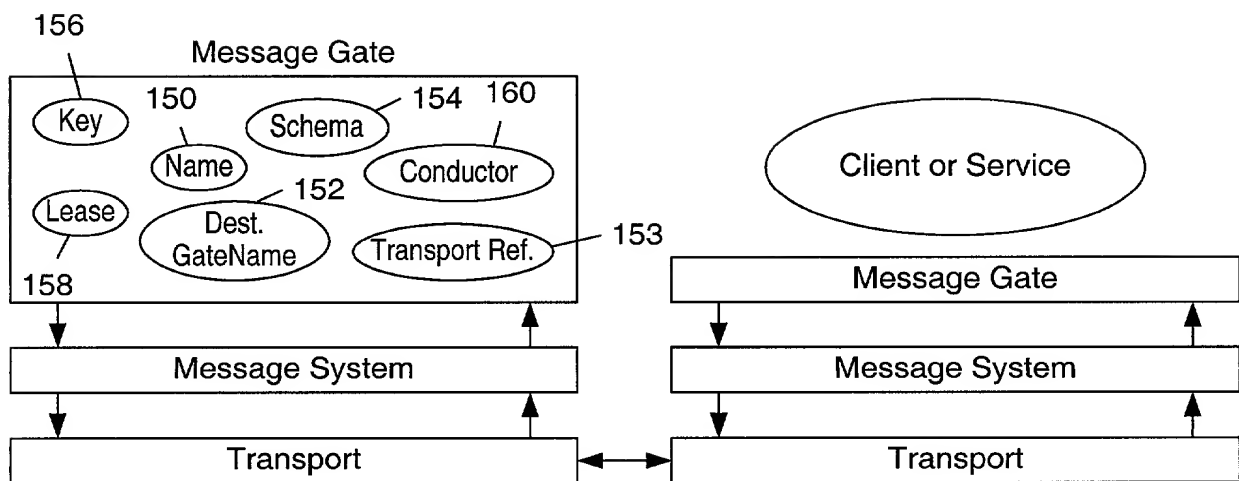 156
Message Gate
150
154
160
Key
Schema
Name
Conductor
Client or Service
152
Lease
Dest.
GateName
Transport Ref.
153
158
Message Gate
Message System
Message System
Transport
Transport